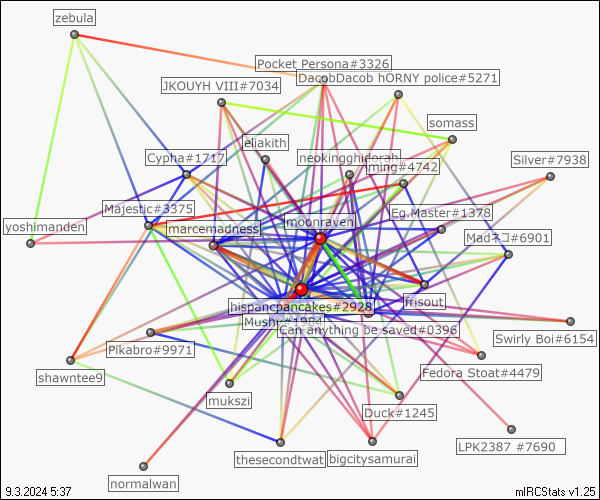 zebula
Pocket Persona#3326
DacobDacob hORNY police#5271
JKOUYH VIII#7034
somass
eliakith
neokingghidorah
Cypha#1717
ming#4742
Silver#7938
Majestic#3375
moonraven
Eg.Master#1378
yoshimanden
marcemadness
Madネコ#6901
frisout
hispancpancakes#2928
Mushy#1984
Can anything be saved#0396
Swirly Boi#6154
Pikabro#9971
shawntee9
Fedora Stoat#4479
mukszi
Duck#1245
LPK2387 #7690
thesecondtwat
bigcitysamurai
normalwan
9.3.2024 5:37
mIRCStats v1.25